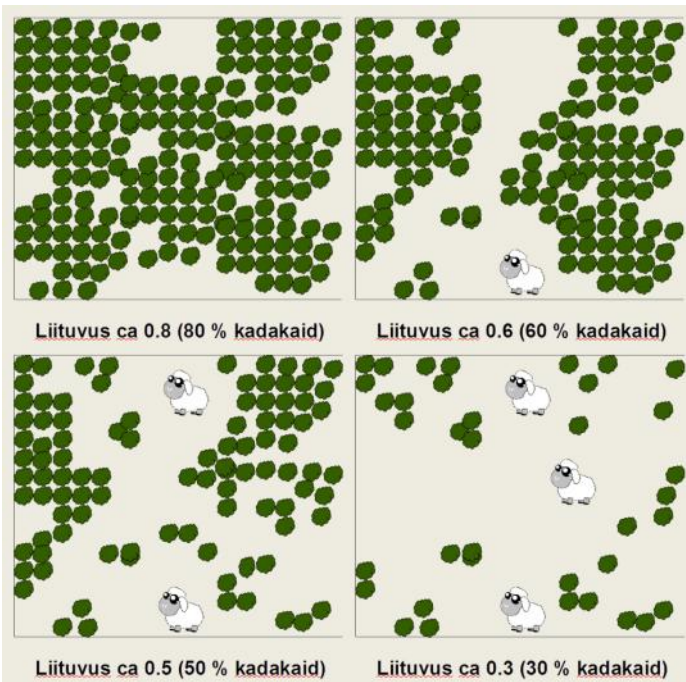 Liituvus ca 0.8 (80 % kadakaid)
Liituvus ca 0.6 (60 % kadakaid)
Liituvus ca 0.5 (50 % kadakaid)
Liituvus ca 0.3 (30 % kadakaid)